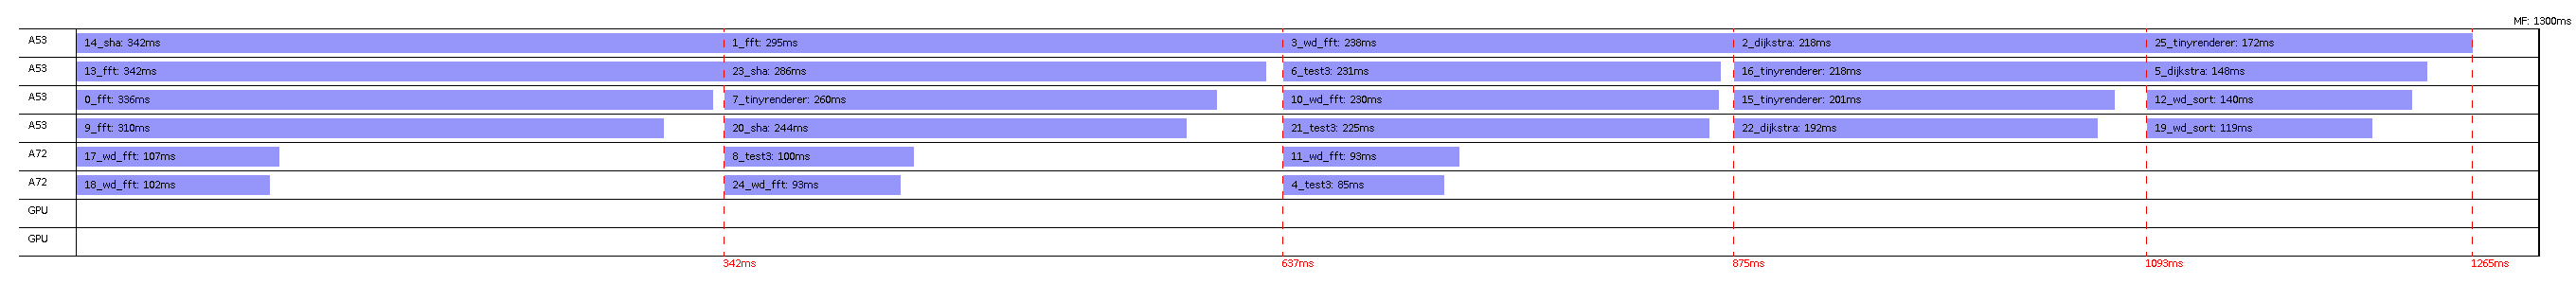 MF: 1300ms
A53 14_sha: 342ms 1_fft: 295ms 3_wd_fft: 238ms 2_dijkstra: 218ms 25_tinyrenderer: 172ms
A53 13_fft: 342ms 23_sha: 286ms 6_test3: 231ms 16_tinyrenderer: 218ms 5_dijkstra: 148ms
A53 0_fft: 336ms 7_tinyrenderer: 260ms 10_wd_fft: 230ms 15_tinyrenderer: 201ms 12_wd_sort: 140ms
A53 9_fft: 310ms 20_sha: 244ms 21_test3: 225ms 22_dijkstra: 192ms 19_wd_sort: 119ms
A72 17_wd_fft: 107ms 8_test3: 100ms 11_wd_fft: 93ms
A72 18_wd_fft: 102ms 24_wd_fft: 93ms 4_test3: 85ms
GPU
GPU
342ms 637ms 875ms 1093ms 1265ms